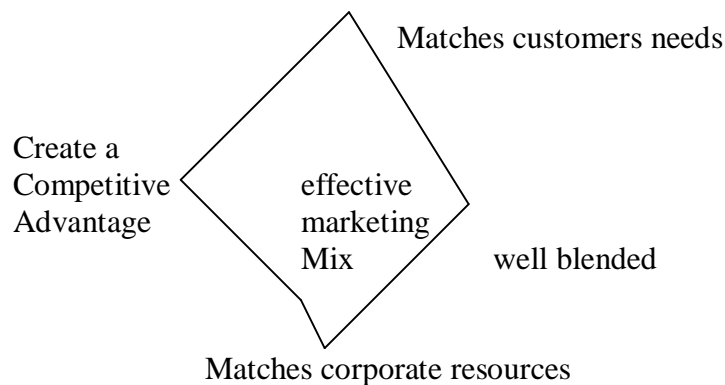 Matches customers needs
Create a
Competitive
Advantage
effective
marketing
Mix
well blended
Matches corporate resources